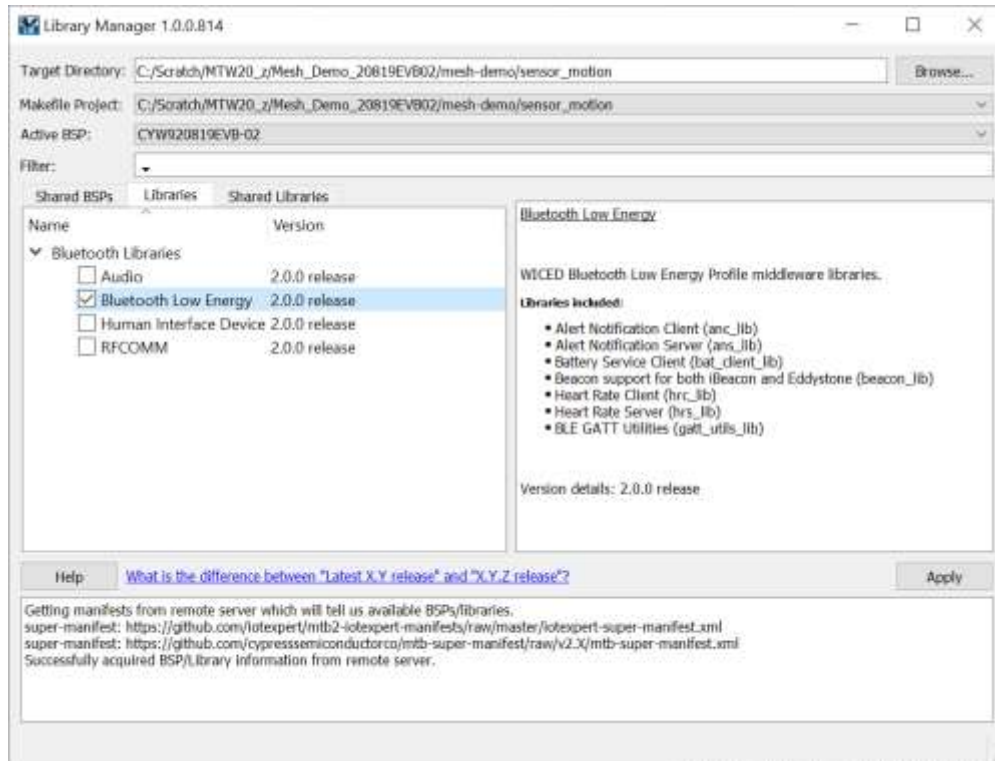 Library Manager 1.0.0.814
Target Directory: C:/Scratch/MTW20_z/Mesh_Demo_20819EVB02/mesh-demo/sensor_motion Browse...
Makefile Project: C:/Scratch/MTW20_z/Mesh_Demo_20819EVB02/mesh-demo/sensor_motion
Active BSP: CYW920819EVB-02
Filter:
Shared BSPs Libraries Shared Libraries
Name Version
Bluetooth Libraries
Audio 2.0.0 release
Bluetooth Low Energy 2.0.0 release
Human Interface Device 2.0.0 release
RFCOMM 2.0.0 release
Bluetooth Low Energy
WICED Bluetooth Low Energy Profile middleware libraries.
Libraries included:
• Alert Notification Client (anc_lib)
• Alert Notification Server (ans_lib)
• Battery Service Client (bat_client_lib)
• Beacon support for both iBeacon and Eddystone (beacon_lib)
• Heart Rate Client (hrc_lib)
• Heart Rate Server (hrs_lib)
• BLE GATT Utilities (gatt_utils_lib)
Version details: 2.0.0 release
Help What is the difference between "Latest X.Y release" and "X.Y.Z release"? Apply
Getting manifests from remote server which will tell us available BSPs/libraries.
super-manifest: https://github.com/iotexpert/mtb2-iotexpert-manifests/raw/master/iotexpert-super-manifest.xml
super-manifest: https://github.com/cypresssemiconductorco/mtb-super-manifest/raw/v2.X/mtb-super-manifest.xml
Successfully acquired BSP/Library information from remote server.